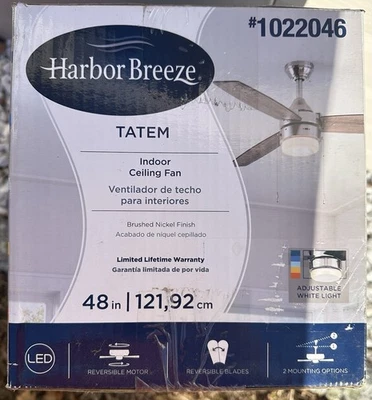 #1022046
Harbor Breeze®
TATEM
Indoor
Ceiling Fan
Ventilador de techo
para interiores
Brushed Nickel Finish
Acabado de níquel cepillado
Limited Lifetime Warranty
Garantía limitada de por vida
48 in | 121,92 cm
ADJUSTABLE
WHITE LIGHT
LED
REVERSIBLE MOTOR
REVERSIBLE BLADES
2 MOUNTING OPTIONS